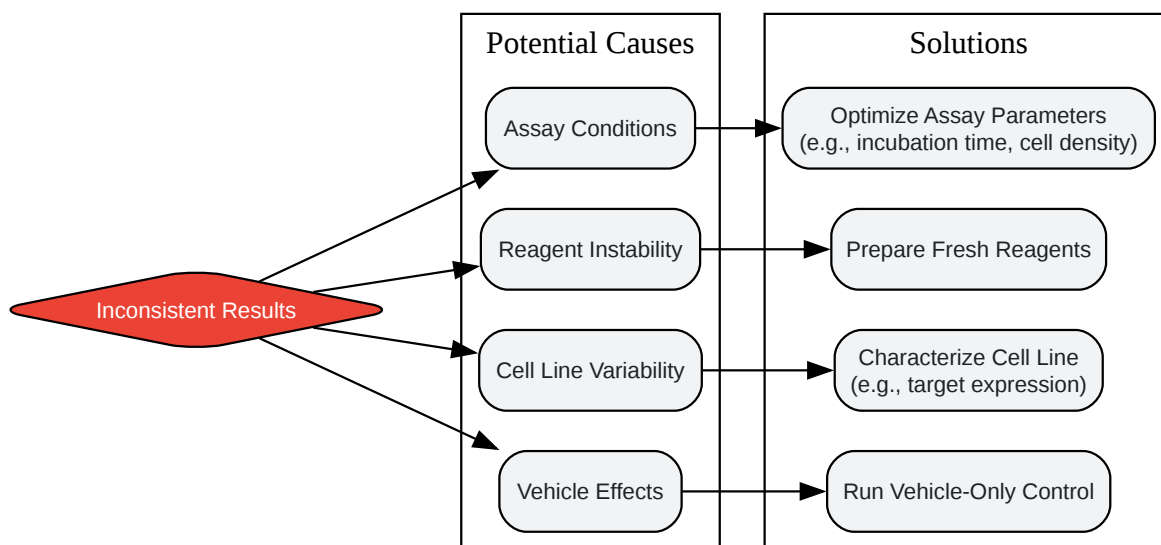 Potential Causes
Solutions
Assay Conditions
Optimize Assay Parameters
(e.g., incubation time, cell density)
Reagent Instability
Prepare Fresh Reagents
Inconsistent Results
Cell Line Variability
Characterize Cell Line
(e.g., target expression)
Vehicle Effects
Run Vehicle-Only Control